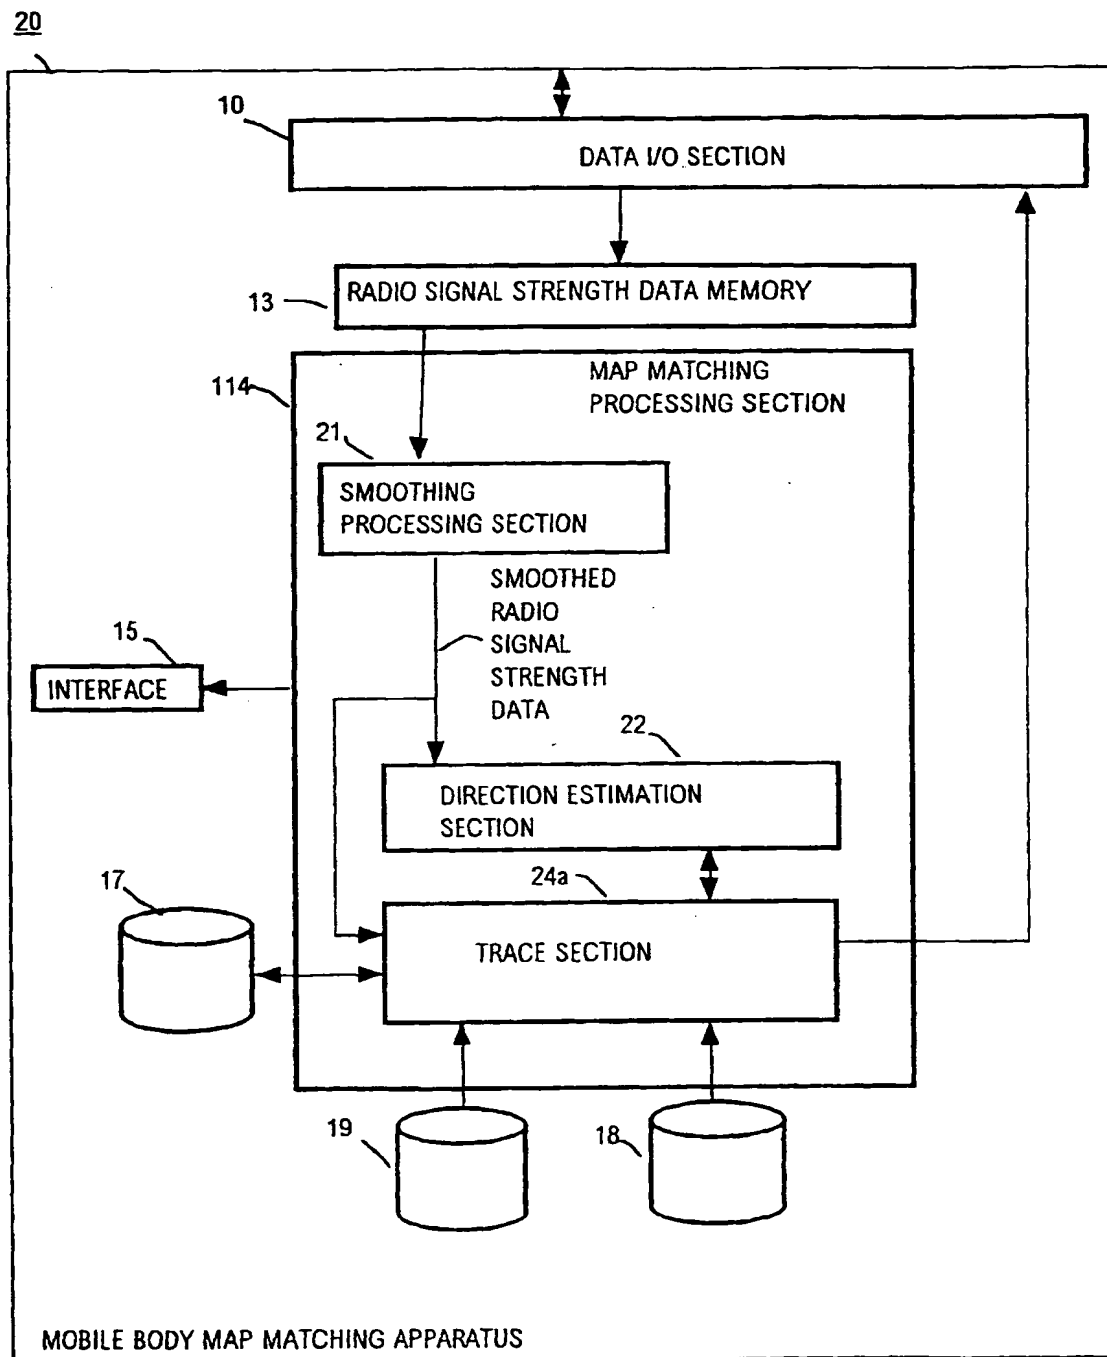 20
10
DATA I/O SECTION
13
RADIO SIGNAL STRENGTH DATA MEMORY
114
MAP MATCHING
PROCESSING SECTION
21
SMOOTHING
PROCESSING SECTION
SMOOTHED
RADIO
SIGNAL
STRENGTH
DATA
15
INTERFACE
22
DIRECTION ESTIMATION
SECTION
24a
TRACE SECTION
17
19
18
MOBILE BODY MAP MATCHING APPARATUS